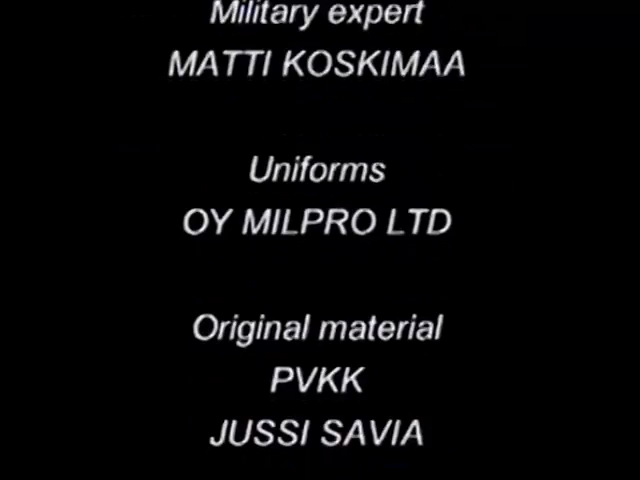 Military expert
MATTI KOSKIMAA
Uniforms
OY MILPRO LTD
Original material
PVKK
JUSSI SAVIA